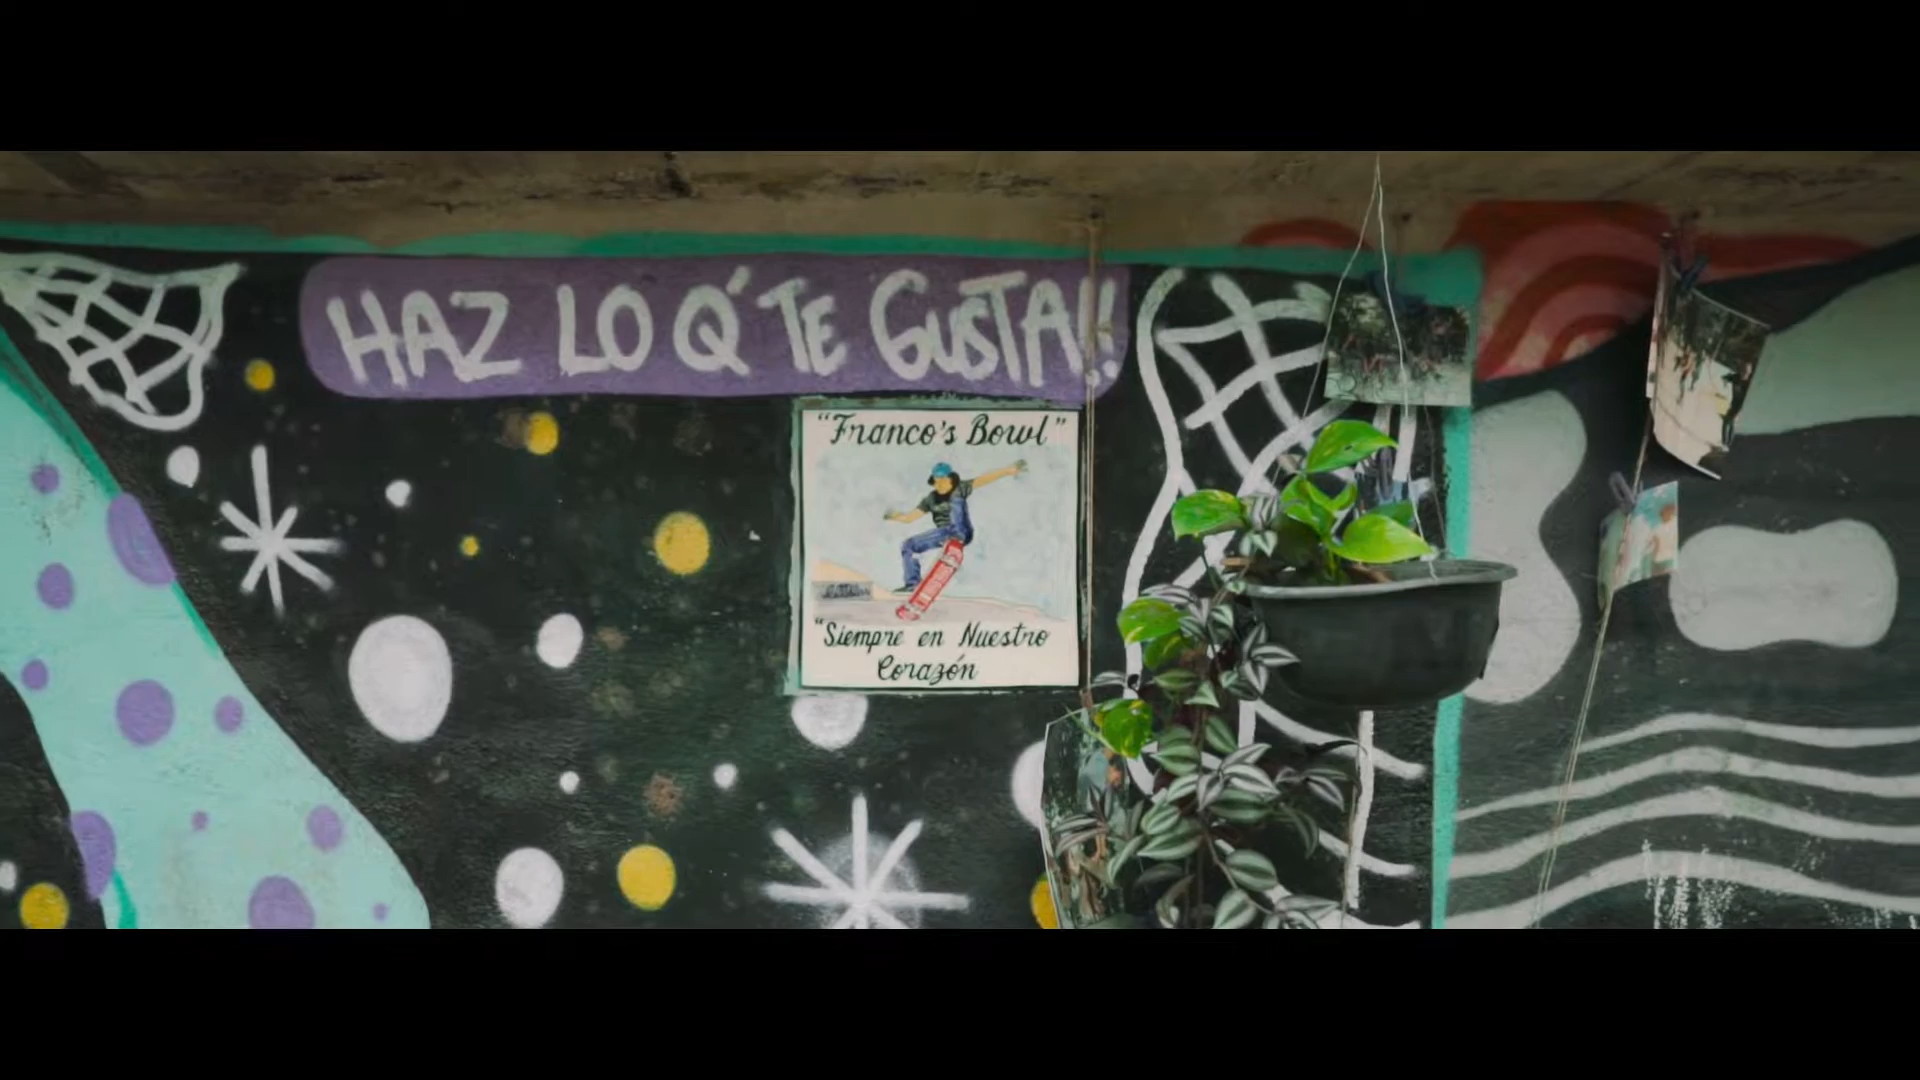 HAZ LO Q' TE GUSTA!!
"Franco's Bowl"
"Siempre en Nuestro
Corazón